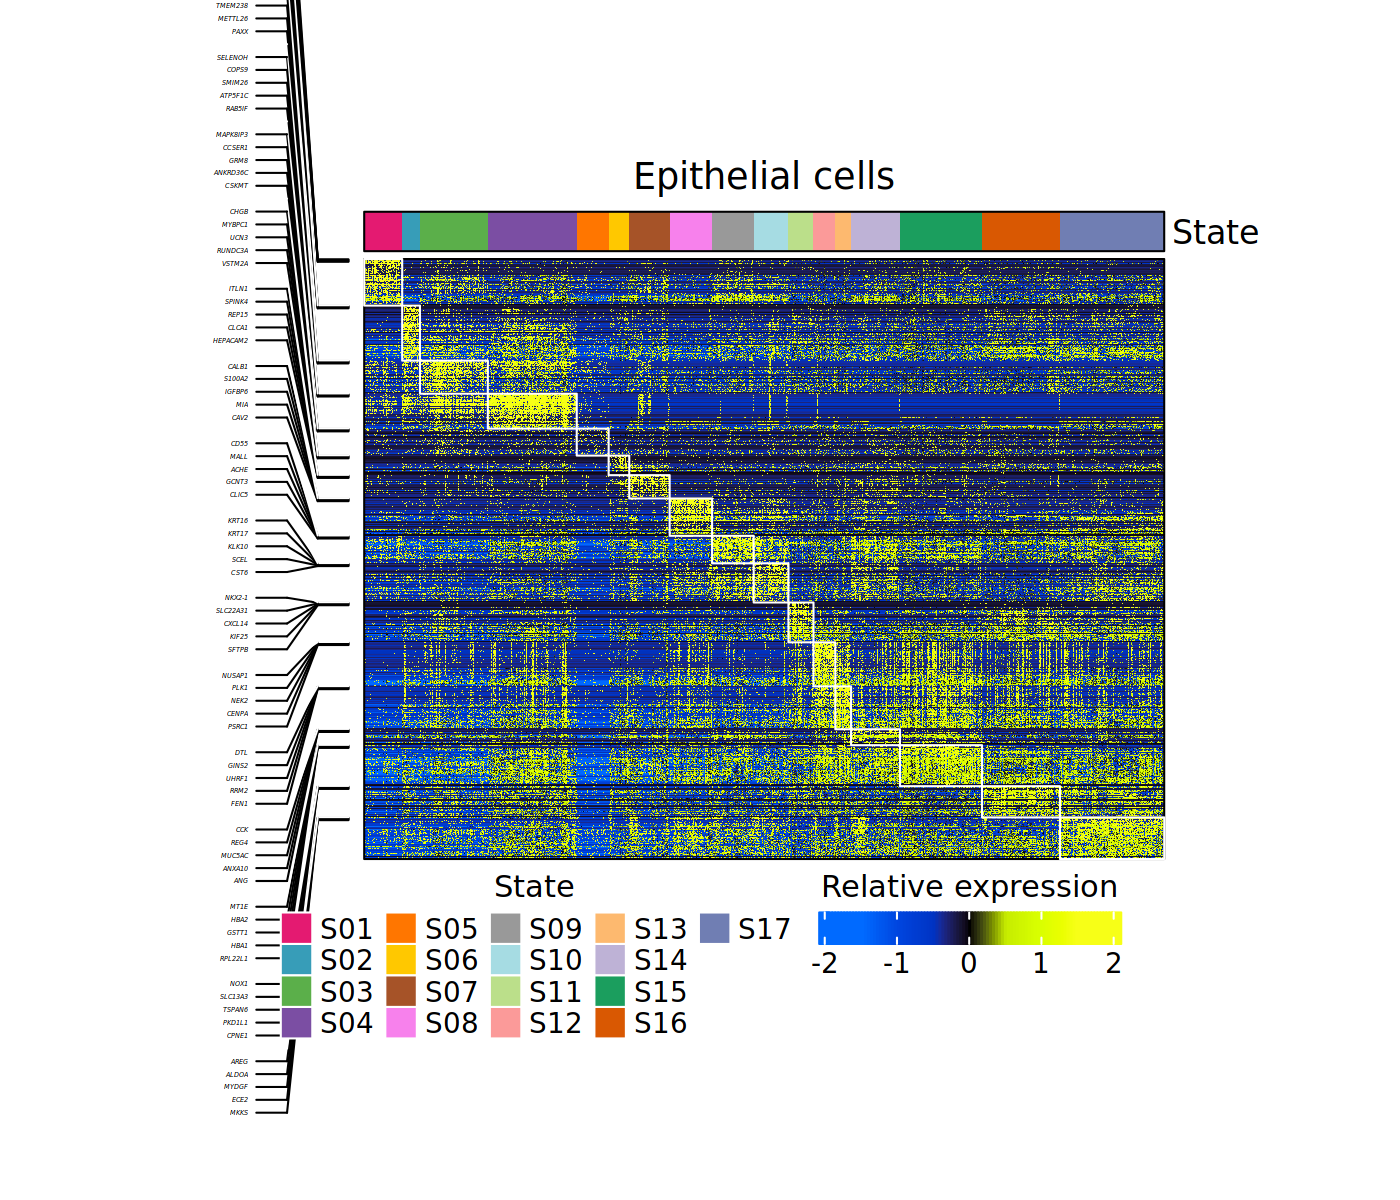 TMEM238
METTL26
PAXX
SELENOH
COPS9
SMIM26
ATP5F1C
RAB5IF
MAPK8IP3
CCSER1
GRM8
ANKRD36C
CSKMT
CHGB
MYBPC1
UCN3
RUNDC3A
VSTM2A
ITLN1
SPINK4
REP15
CLCA1
HEPACAM2
CALB1
S100A2
IGFBP6
MIA
CAV2
CD55
MALL
ACHE
GCNT3
CLIC5
KRT16
KRT17
KLK10
SCEL
CST6
NKX2-1
SLC22A31
CXCL14
KIF25
SFTPB
NUSAP1
PLK1
NEK2
CENPA
PSRC1
DTL
GINS2
UHRF1
RRM2
FEN1
CCK
REG4
MUC5AC
ANXA10
ANG
MT1E
HBA2
GSTT1
HBA1
RPL22L1
NOX1
SLC13A3
TSPAN6
PKD1L1
CPNE1
AREG
ALDOA
MYDGF
ECE2
MKKS
Epithelial cells
State
State
S01 S05 S09 S13 S17
S02 S06 S10 S14
S03 S07 S11 S15
S04 S08 S12 S16
Relative expression
-2 -1 0 1 2